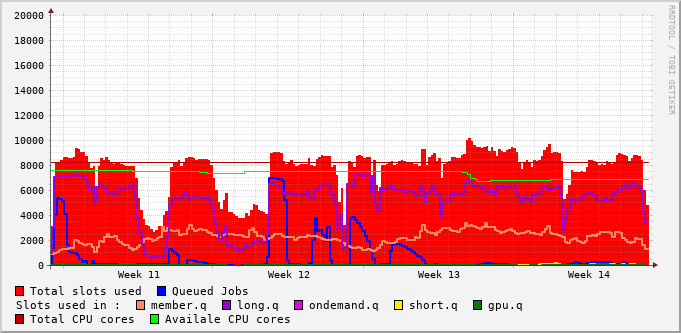 20000
18000
16000
14000
12000
10000
8000
6000
4000
2000
0
Week 11 Week 12 Week 13 Week 14
RRDTOOL / TOBI OETIKER
Total slots used Queued Jobs
Slots used in : member.q long.q ondemand.q short.q gpu.q
Total CPU cores Availale CPU cores